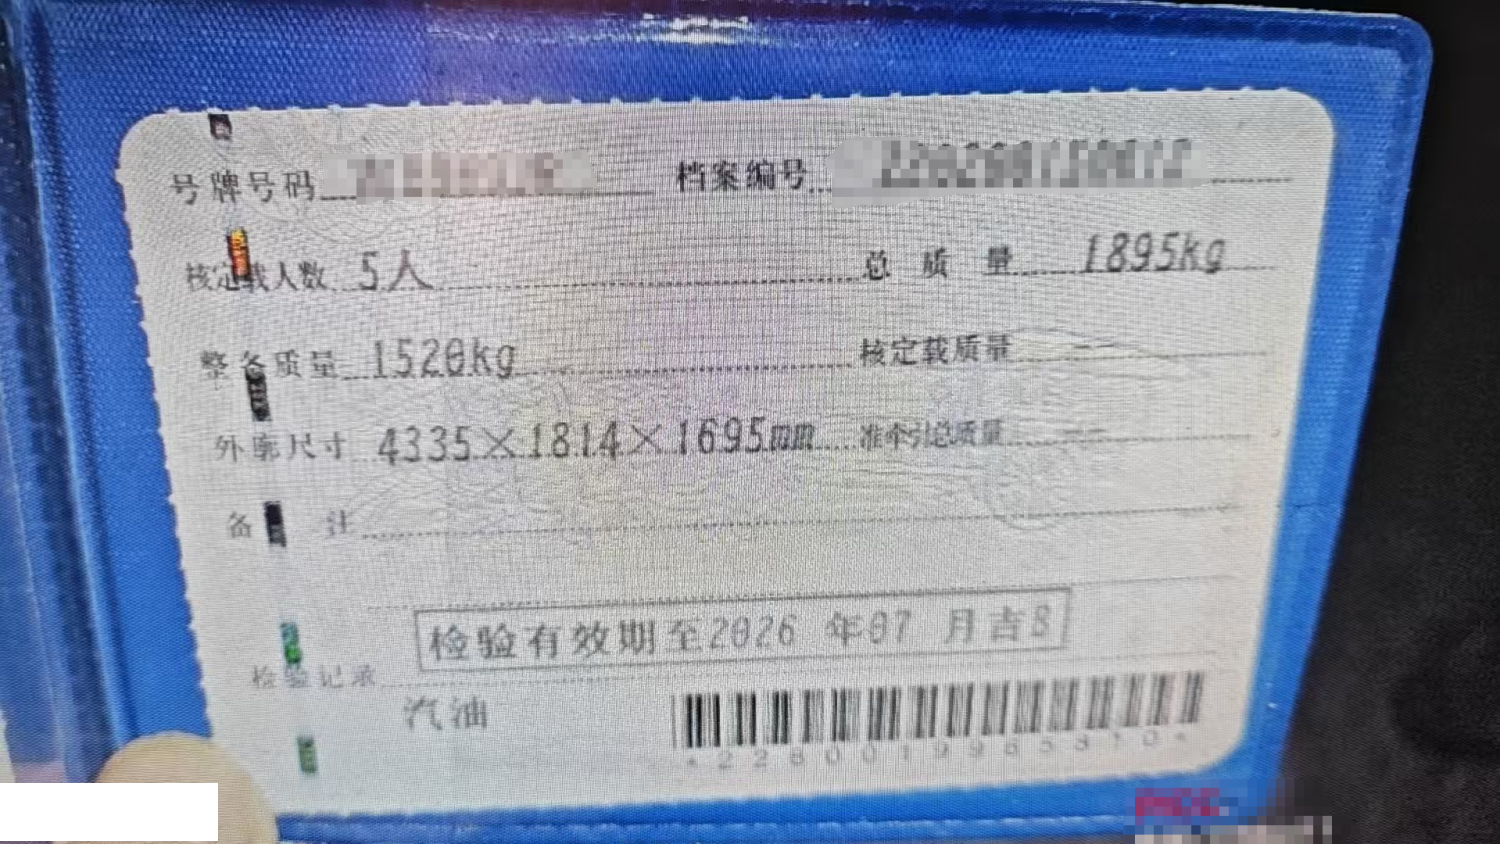 号牌号码 档案编号
核定载人数 5人 总质量 1895kg
整备质量 1520kg 核定载质量
外廓尺寸 4335×1814×1695mm 准牵引总质量
备注
检验有效期至2026年07月吉B
检验记录
汽油